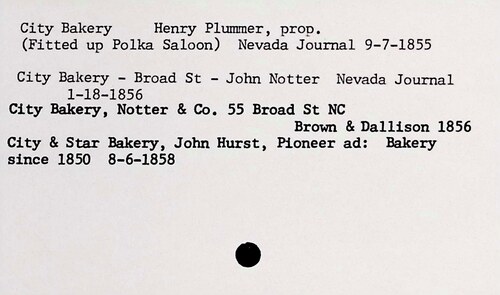 City Bakery Henry Plummer, prop.
(Fitted up Polka Saloon) Nevada Journal 9-7-1855
City Bakery - Broad St - John Notter Nevada Journal
1-18-1856
City Bakery, Notter & Co. 55 Broad St NC
Brown & Dallison 1856
City & Star Bakery, John Hurst, Pioneer ad: Bakery
since 1850 8-6-1858